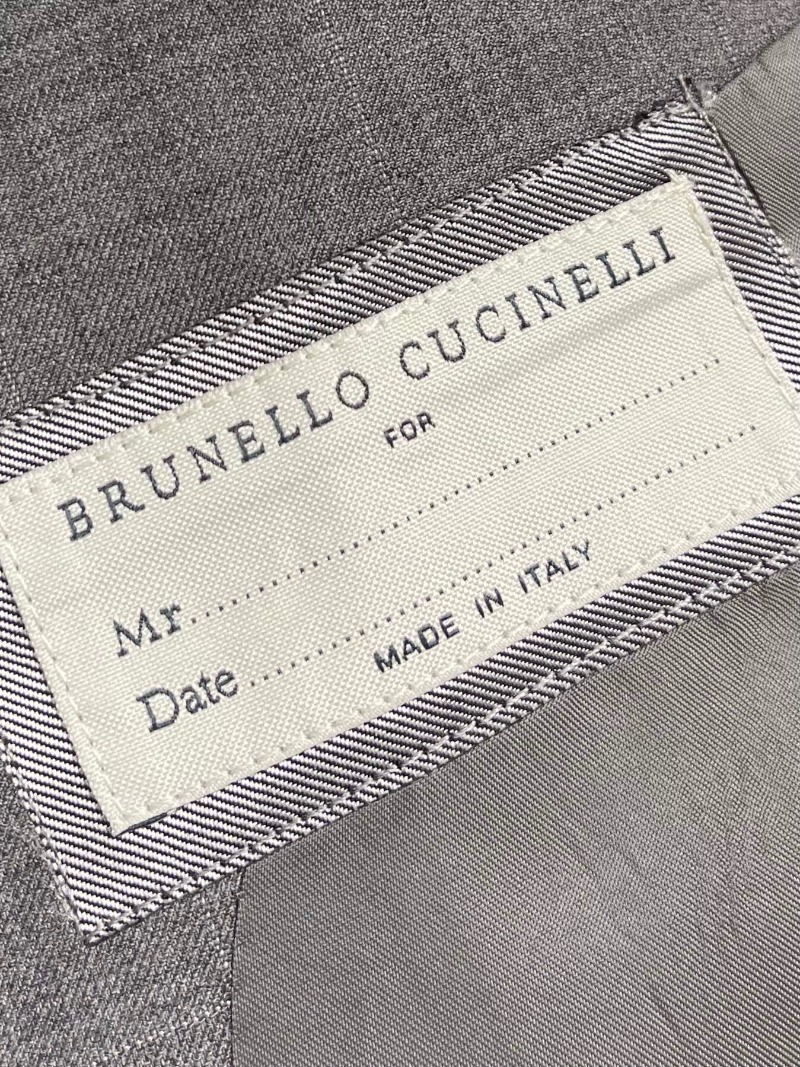 BRUNELLO CUCINELLI
FOR
Mr....................................................
Date....................................................
MADE IN ITALY